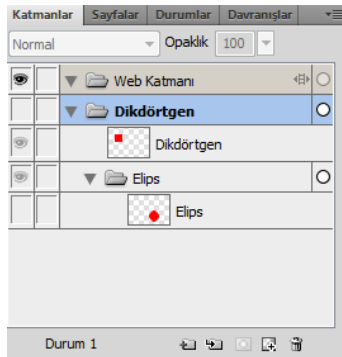 Katmanlar Sayfalar Durumlar Davranışlar
Normal Opaklık 100
Web Katmanı
Dikdörtgen
Dikdörtgen
Elips
Elips
Durum 1